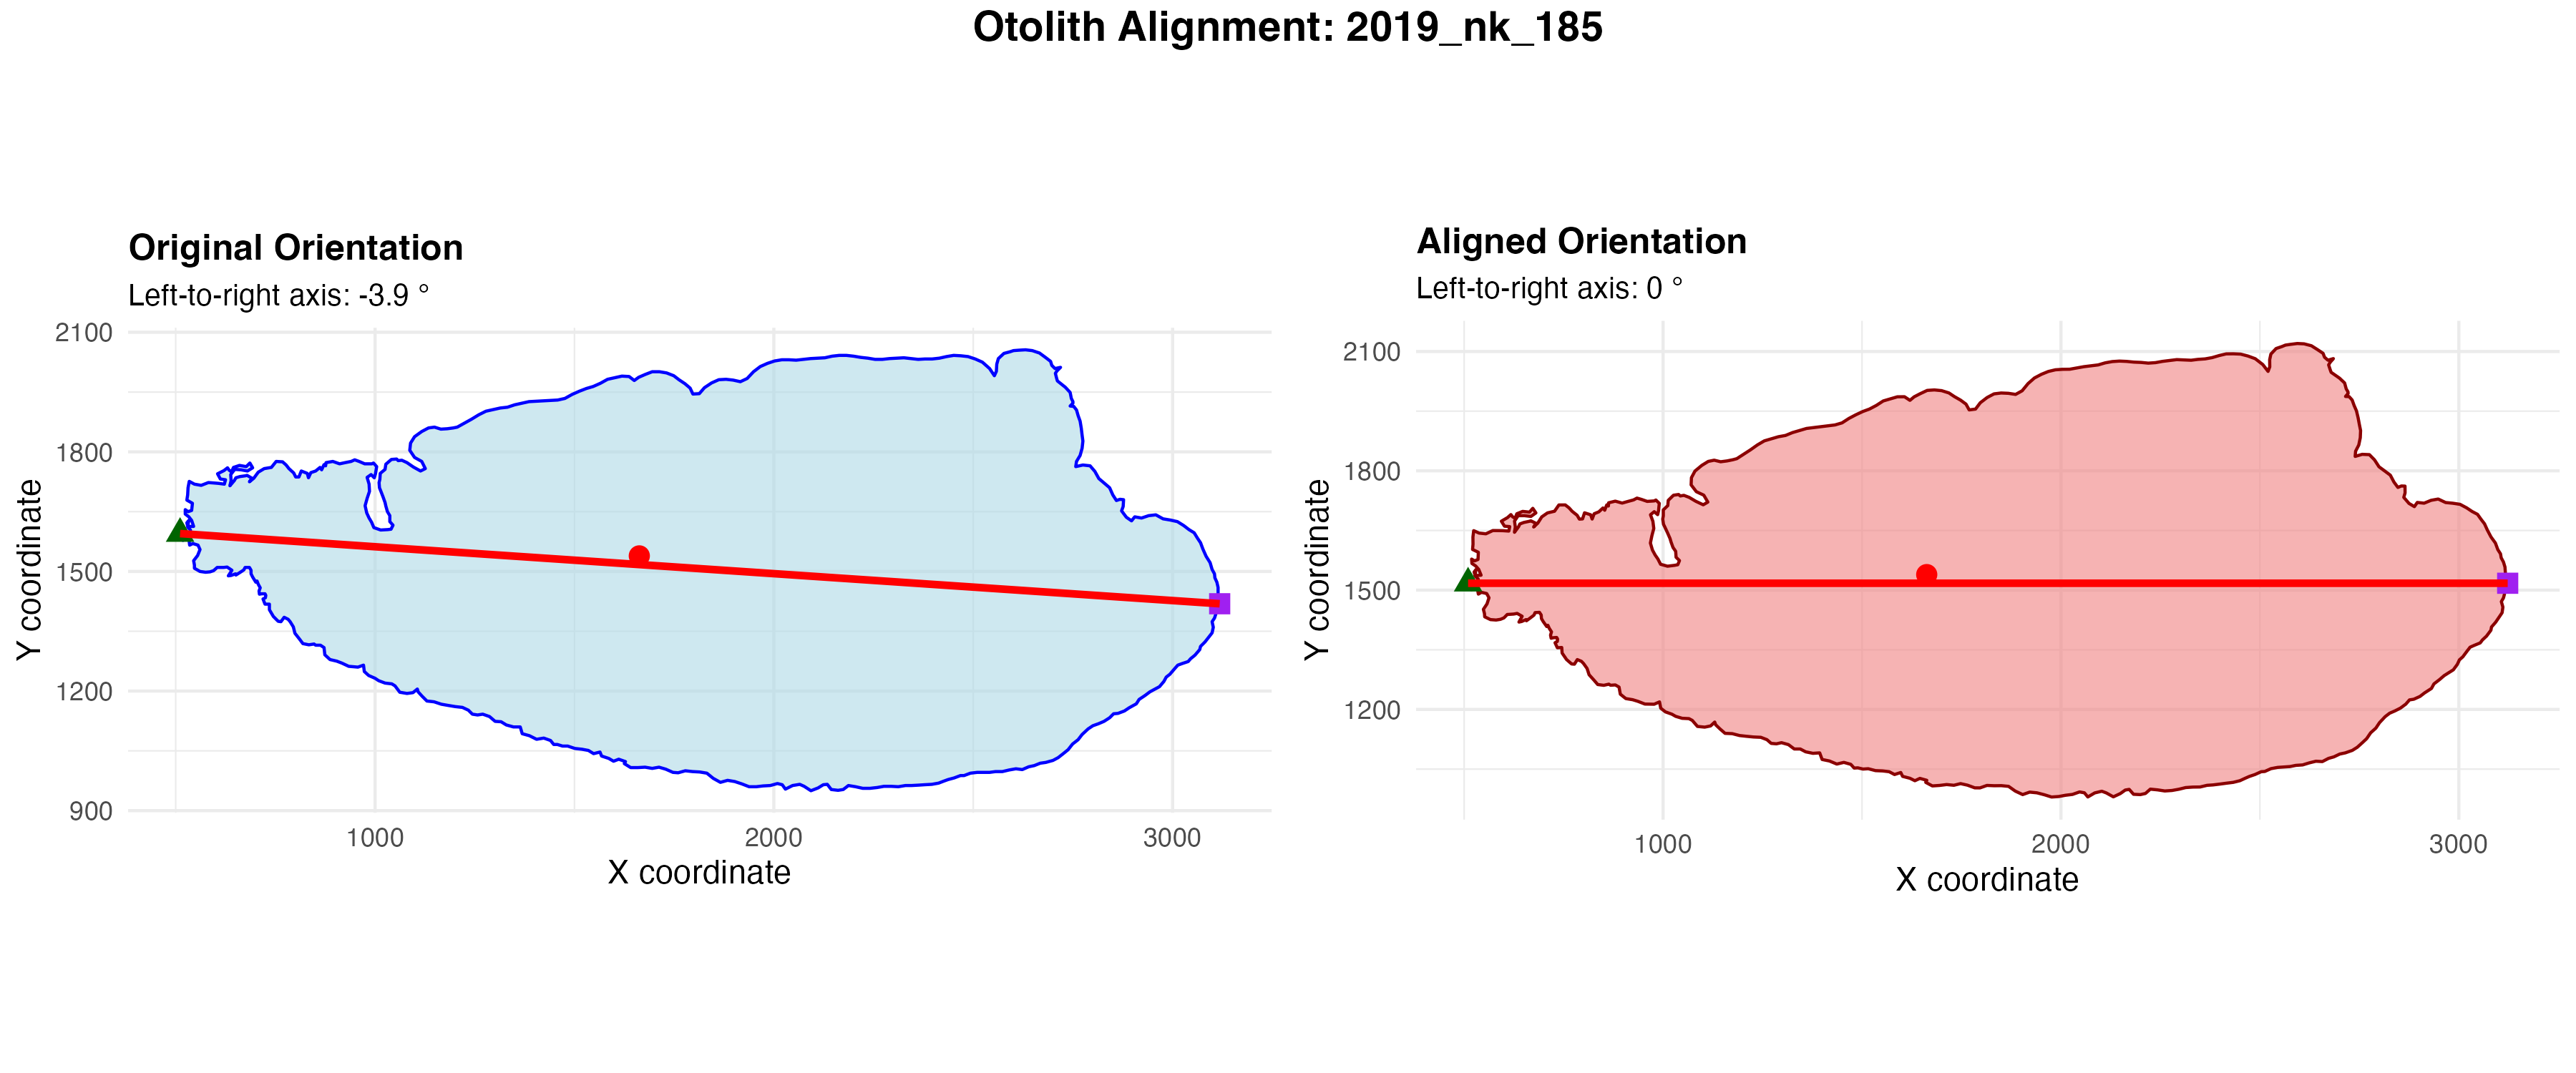 Otolith Alignment: 2019_nk_185
Original Orientation
Left-to-right axis: -3.9 °
2100
1800
1500
1200
900
Y coordinate
1000
2000
3000
X coordinate
Aligned Orientation
Left-to-right axis: 0 °
2100
1800
1500
1200
Y coordinate
1000
2000
3000
X coordinate